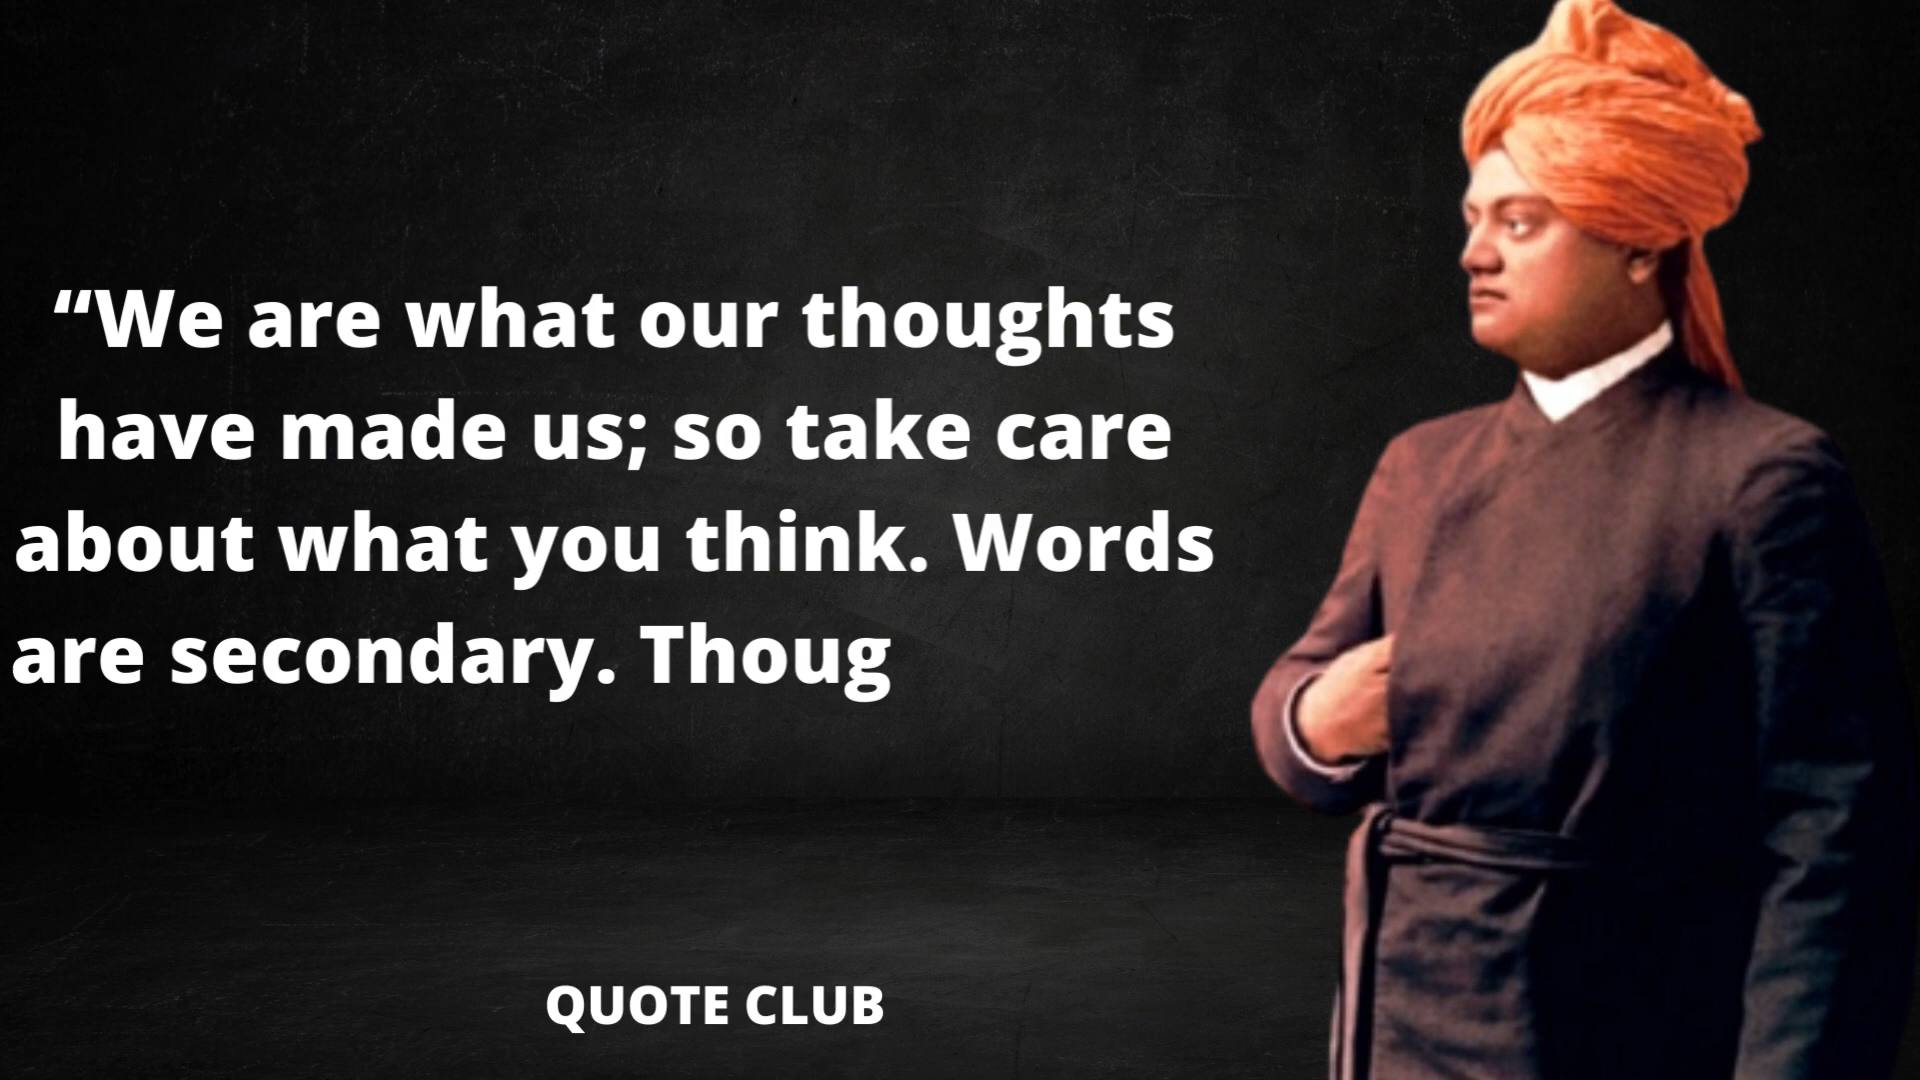 “We are what our thoughts
have made us; so take care
about what you think. Words
are secondary. Thoug
QUOTE CLUB